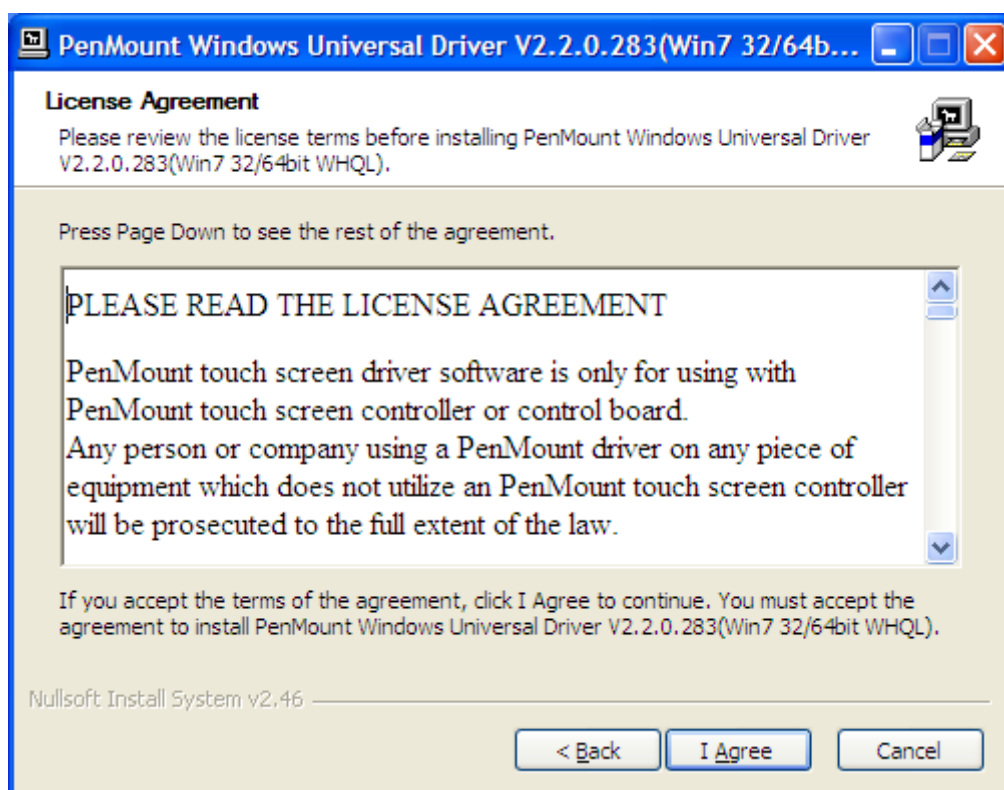 PenMount Windows Universal Driver V2.2.0.283(Win7 32/64b...
License Agreement
Please review the license terms before installing PenMount Windows Universal Driver
V2.2.0.283(Win7 32/64bit WHQL).
Press Page Down to see the rest of the agreement.
PLEASE READ THE LICENSE AGREEMENT
PenMount touch screen driver software is only for using with
PenMount touch screen controller or control board.
Any person or company using a PenMount driver on any piece of
equipment which does not utilize an PenMount touch screen controller
will be prosecuted to the full extent of the law.
If you accept the terms of the agreement, click I Agree to continue. You must accept the
agreement to install PenMount Windows Universal Driver V2.2.0.283(Win7 32/64bit WHQL).
Nullsoft Install System v2.46
< Back I Agree Cancel